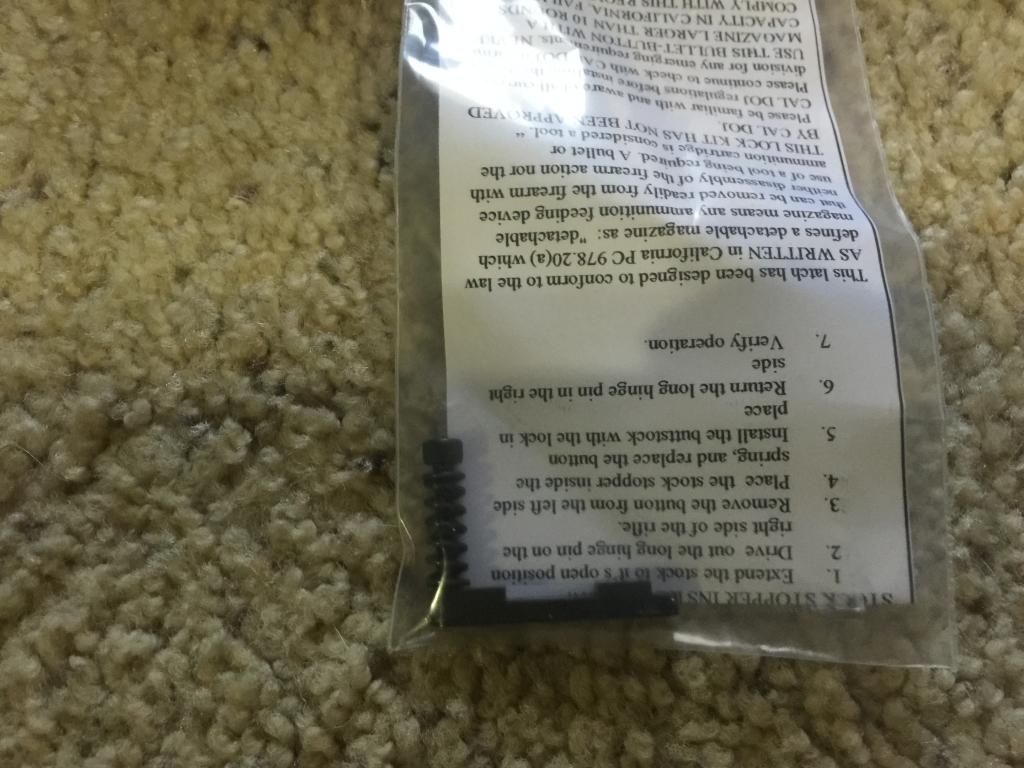 STOCK STOPPER
1. Extend the stock to it's open position
2. Drive out the long hinge pin on the
right side of the rifle.
3. Remove the button from the left side
4. Place the stock stopper inside the
spring, and replace the button
5. Install the buttstock with the lock in
place
6. Return the long hinge pin in the right
side
7. Verify operation.
This latch has been designed to conform to the law
AS WRITTEN in California PC 978.20(a) which
defines a detachable magazine as: "detachable
magazine means any ammunition feeding device
that can be removed readily from the firearm with
neither disassembly of the firearm action nor the
use of a tool being required. A bullet or
ammunition cartridge is considered a tool. "
THIS LOCK KIT HAS NOT BEEN APPROVED
BY CAL DOJ.
Please be familiar with and aware of all
CAL DOJ regulations before
Please continue to check with CAL DOJ
division for any emerging requirements. NEVER
USE THIS BULLET-BUTTON WITH A
MAGAZINE LARGER THAN 10 ROUNDS
CAPACITY IN CALIFORNIA.
COMPLY WITH THIS